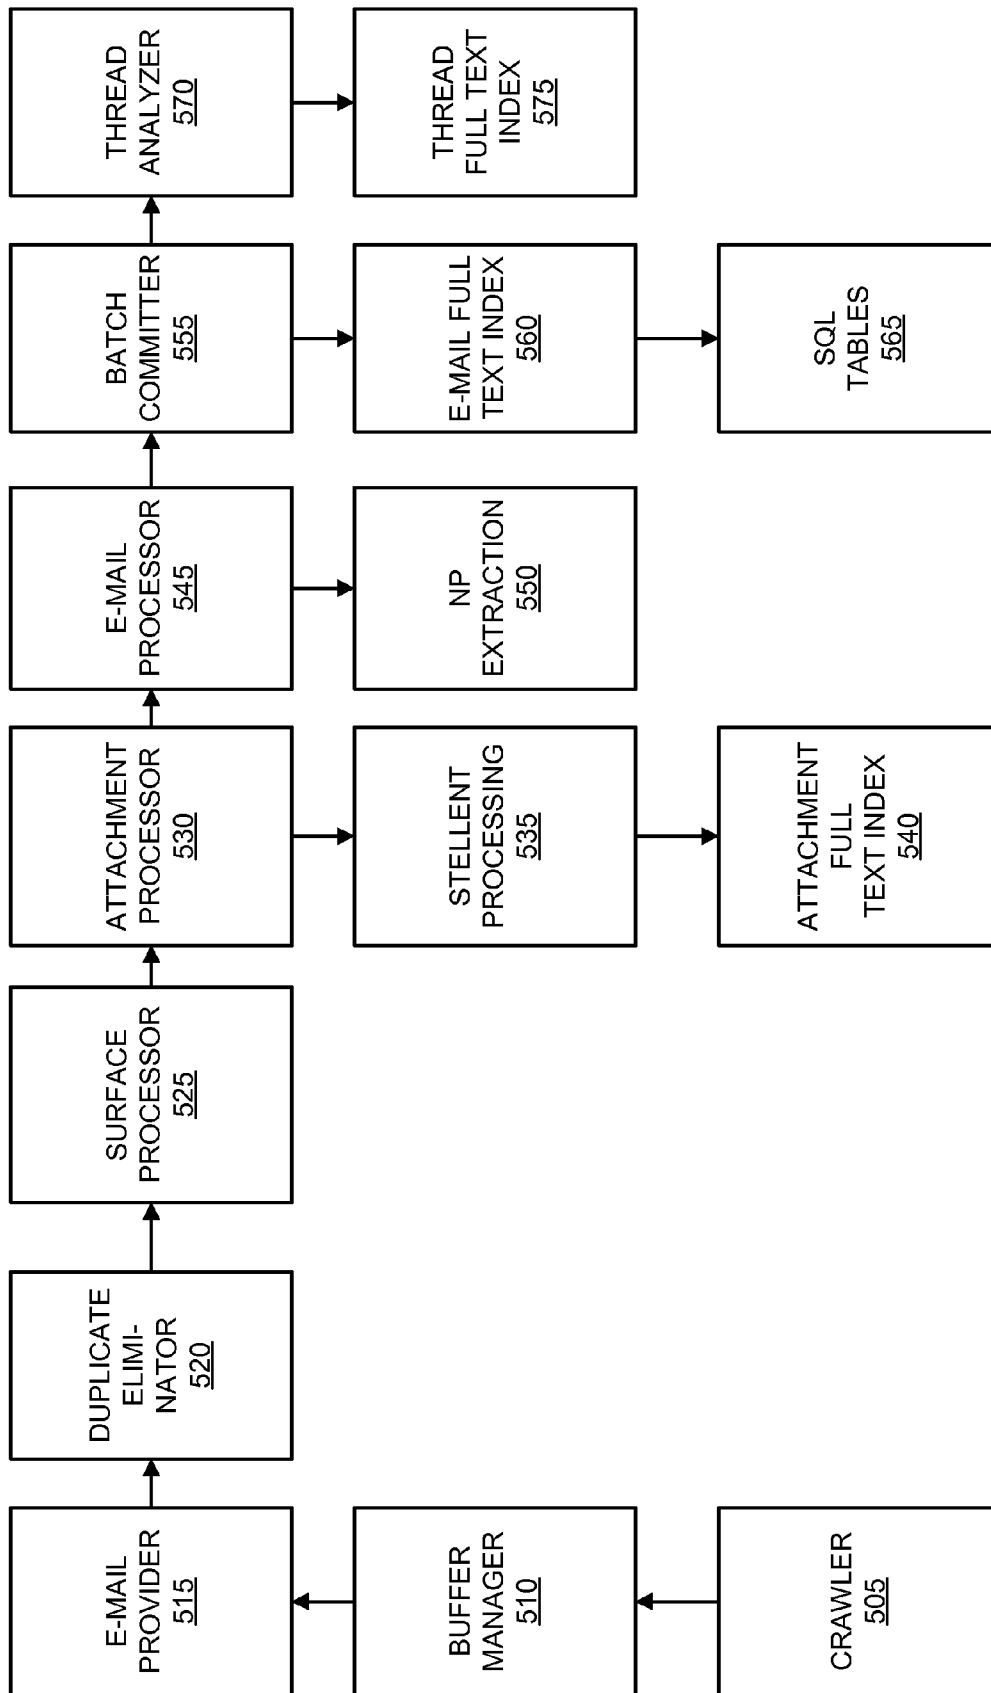 E-MAIL
PROVIDER
515
DUPLICATE
ELIMI-
NATOR
520
SURFACE
PROCESSOR
525
ATTACHMENT
PROCESSOR
530
E-MAIL
PROCESSOR
545
BATCH
COMMITTER
555
THREAD
ANALYZER
570
BUFFER
MANAGER
510
STELLENT
PROCESSING
535
NP
EXTRACTION
550
E-MAIL FULL
TEXT INDEX
560
THREAD
FULL TEXT
INDEX
575
CRAWLER
505
ATTACHMENT
FULL
TEXT INDEX
540
SQL
TABLES
565